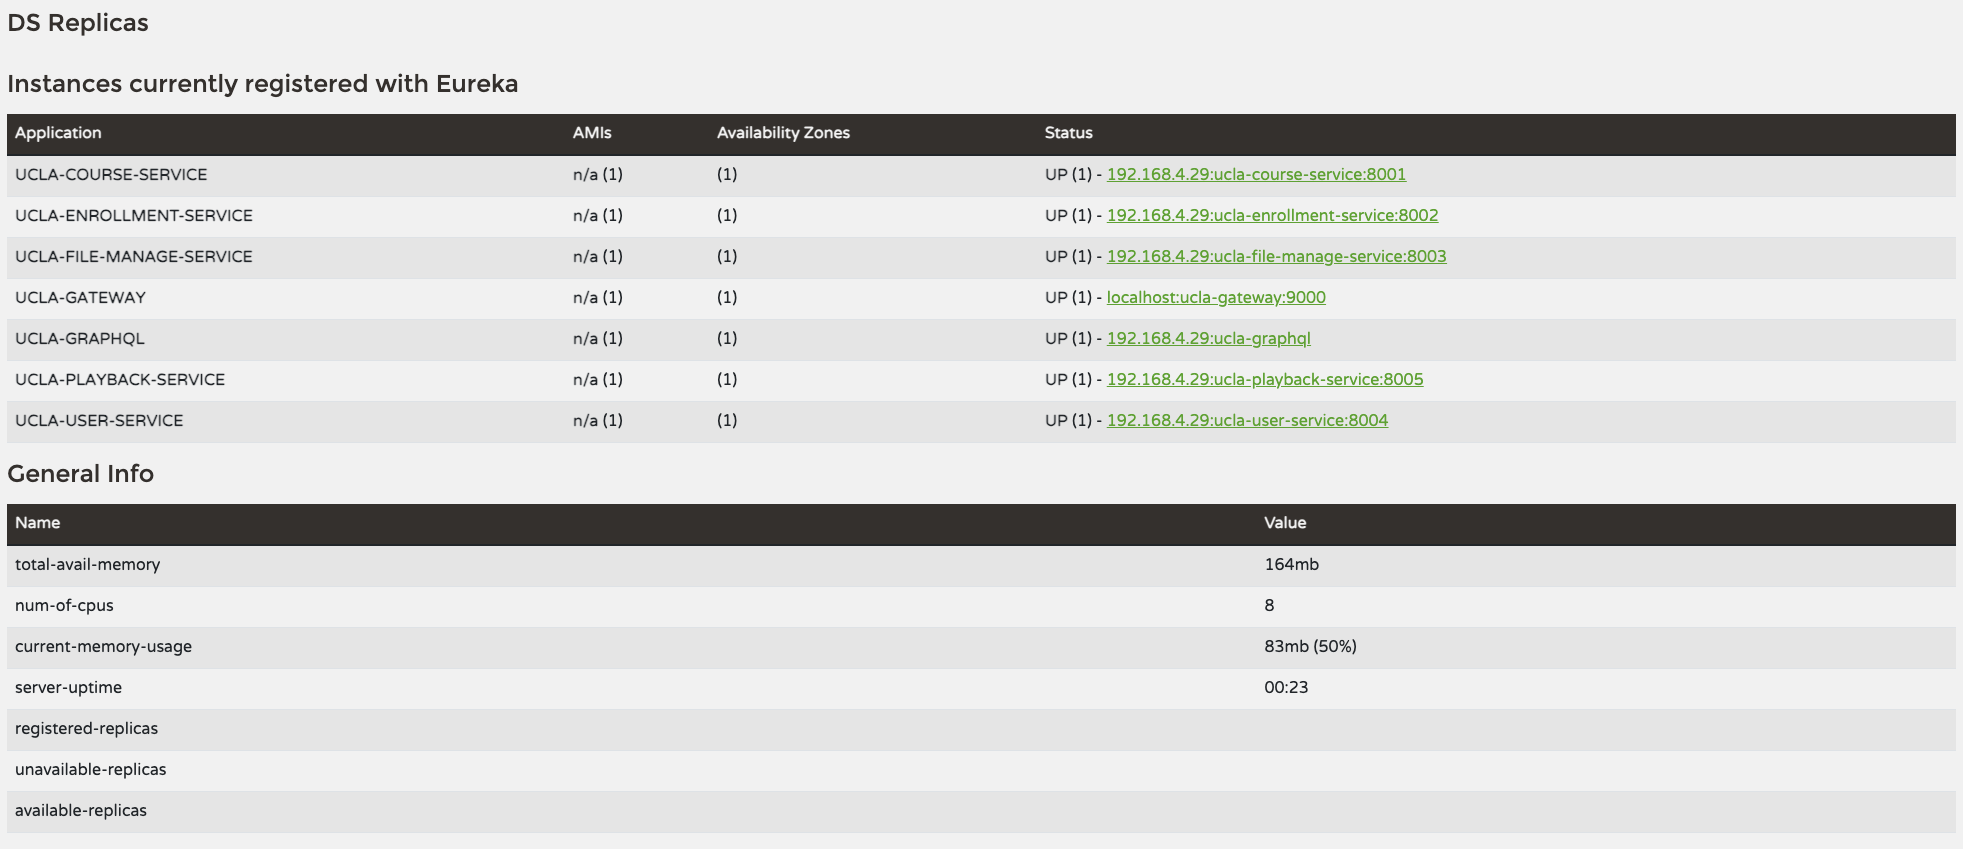 DS Replicas
Instances currently registered with Eureka
Application AMIs Availability Zones Status
UCLA-COURSE-SERVICE n/a (1) (1) UP (1) - 192.168.4.29:ucla-course-service:8001
UCLA-ENROLLMENT-SERVICE n/a (1) (1) UP (1) - 192.168.4.29:ucla-enrollment-service:8002
UCLA-FILE-MANAGE-SERVICE n/a (1) (1) UP (1) - 192.168.4.29:ucla-file-manage-service:8003
UCLA-GATEWAY n/a (1) (1) UP (1) - localhost:ucla-gateway:9000
UCLA-GRAPHQL n/a (1) (1) UP (1) - 192.168.4.29:ucla-graphql
UCLA-PLAYBACK-SERVICE n/a (1) (1) UP (1) - 192.168.4.29:ucla-playback-service:8005
UCLA-USER-SERVICE n/a (1) (1) UP (1) - 192.168.4.29:ucla-user-service:8004
General Info
Name Value
total-avail-memory 164mb
num-of-cpus 8
current-memory-usage 83mb (50%)
server-uptime 00:23
registered-replicas
unavailable-replicas
available-replicas